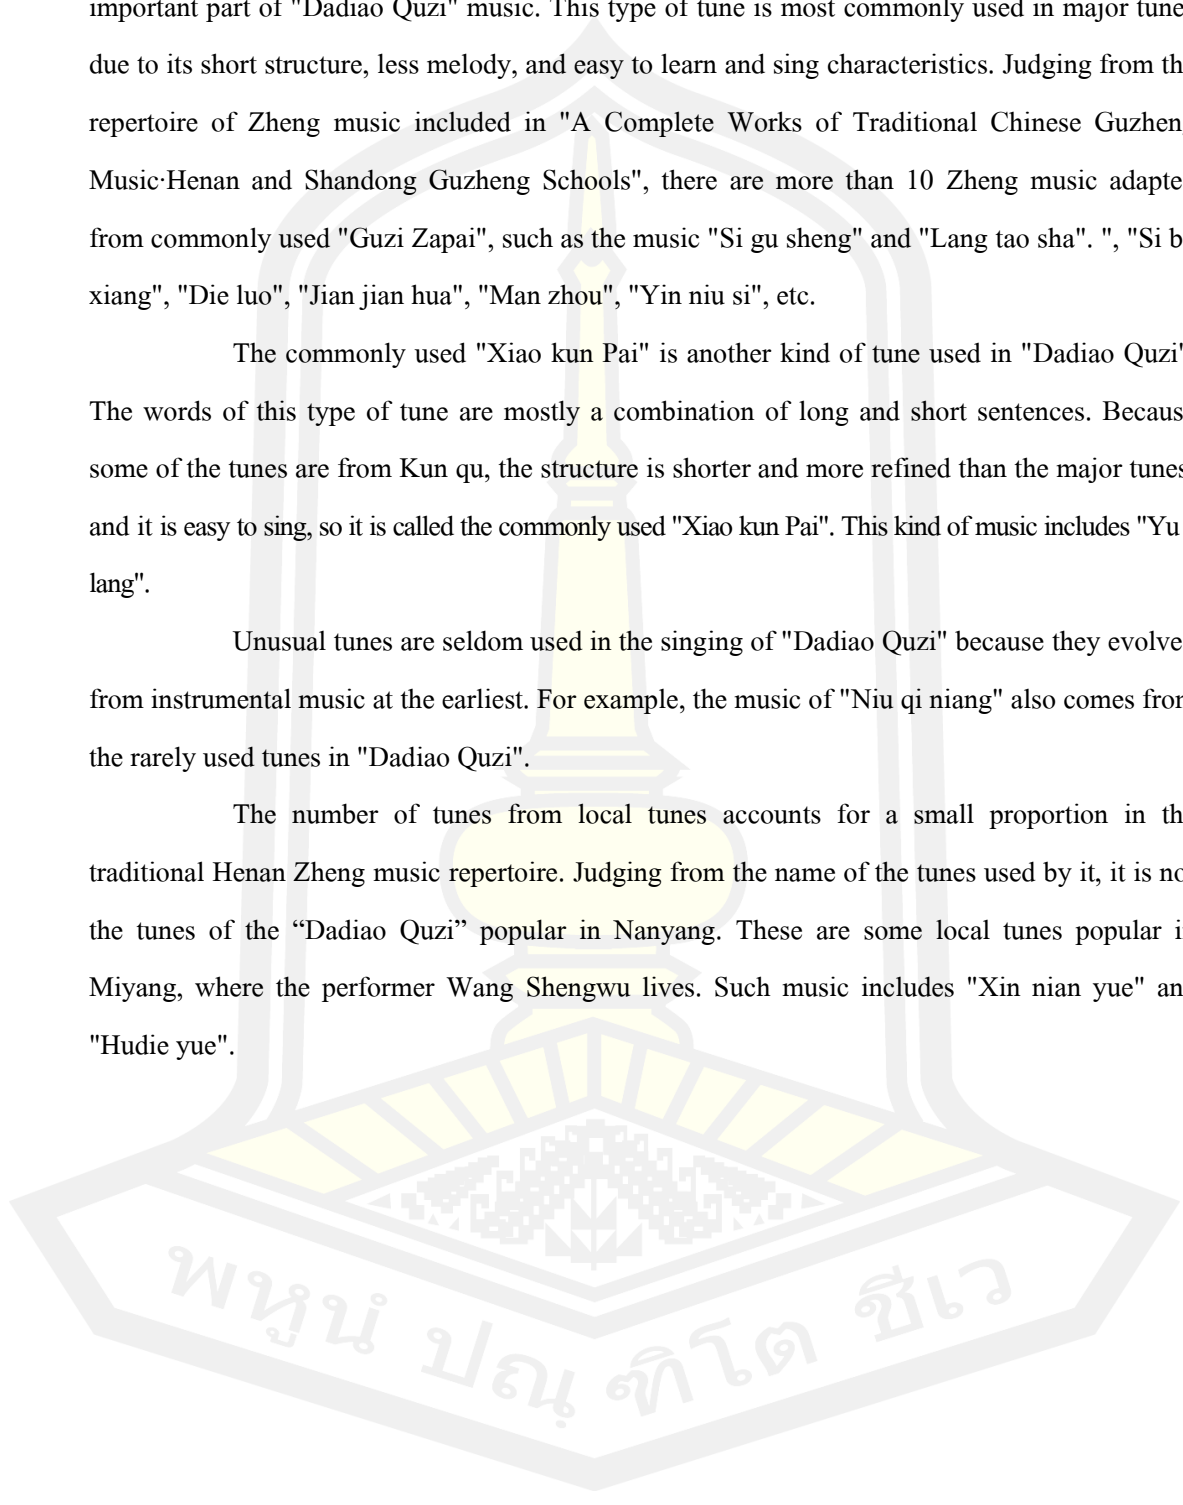 important part of "Dadiao Quzi" music. This type of tune is most commonly used in major tune
due to its short structure, less melody, and easy to learn and sing characteristics. Judging from th
repertoire of Zheng music included in "A Complete Works of Traditional Chinese Guzhen
Music·Henan and Shandong Guzheng Schools", there are more than 10 Zheng music adapte
from commonly used "Guzi Zapai", such as the music "Si gu sheng" and "Lang tao sha". ", "Si b
xiang", "Die luo", "Jian jian hua", "Man zhou", "Yin niu si", etc.
The commonly used "Xiao kun Pai" is another kind of tune used in "Dadiao Quzi"
The words of this type of tune are mostly a combination of long and short sentences. Becaus
some of the tunes are from Kun qu, the structure is shorter and more refined than the major tunes
and it is easy to sing, so it is called the commonly used "Xiao kun Pai". This kind of music includes "Yu
lang".
Unusual tunes are seldom used in the singing of "Dadiao Quzi" because they evolve
from instrumental music at the earliest. For example, the music of "Niu qi niang" also comes from
the rarely used tunes in "Dadiao Quzi".
The number of tunes from local tunes accounts for a small proportion in th
traditional Henan Zheng music repertoire. Judging from the name of the tunes used by it, it is no
the tunes of the “Dadiao Quzi” popular in Nanyang. These are some local tunes popular i
Miyang, where the performer Wang Shengwu lives. Such music includes "Xin nian yue" an
"Hudie yue".
พหูนํ ปณฺฑิโต ชีเว